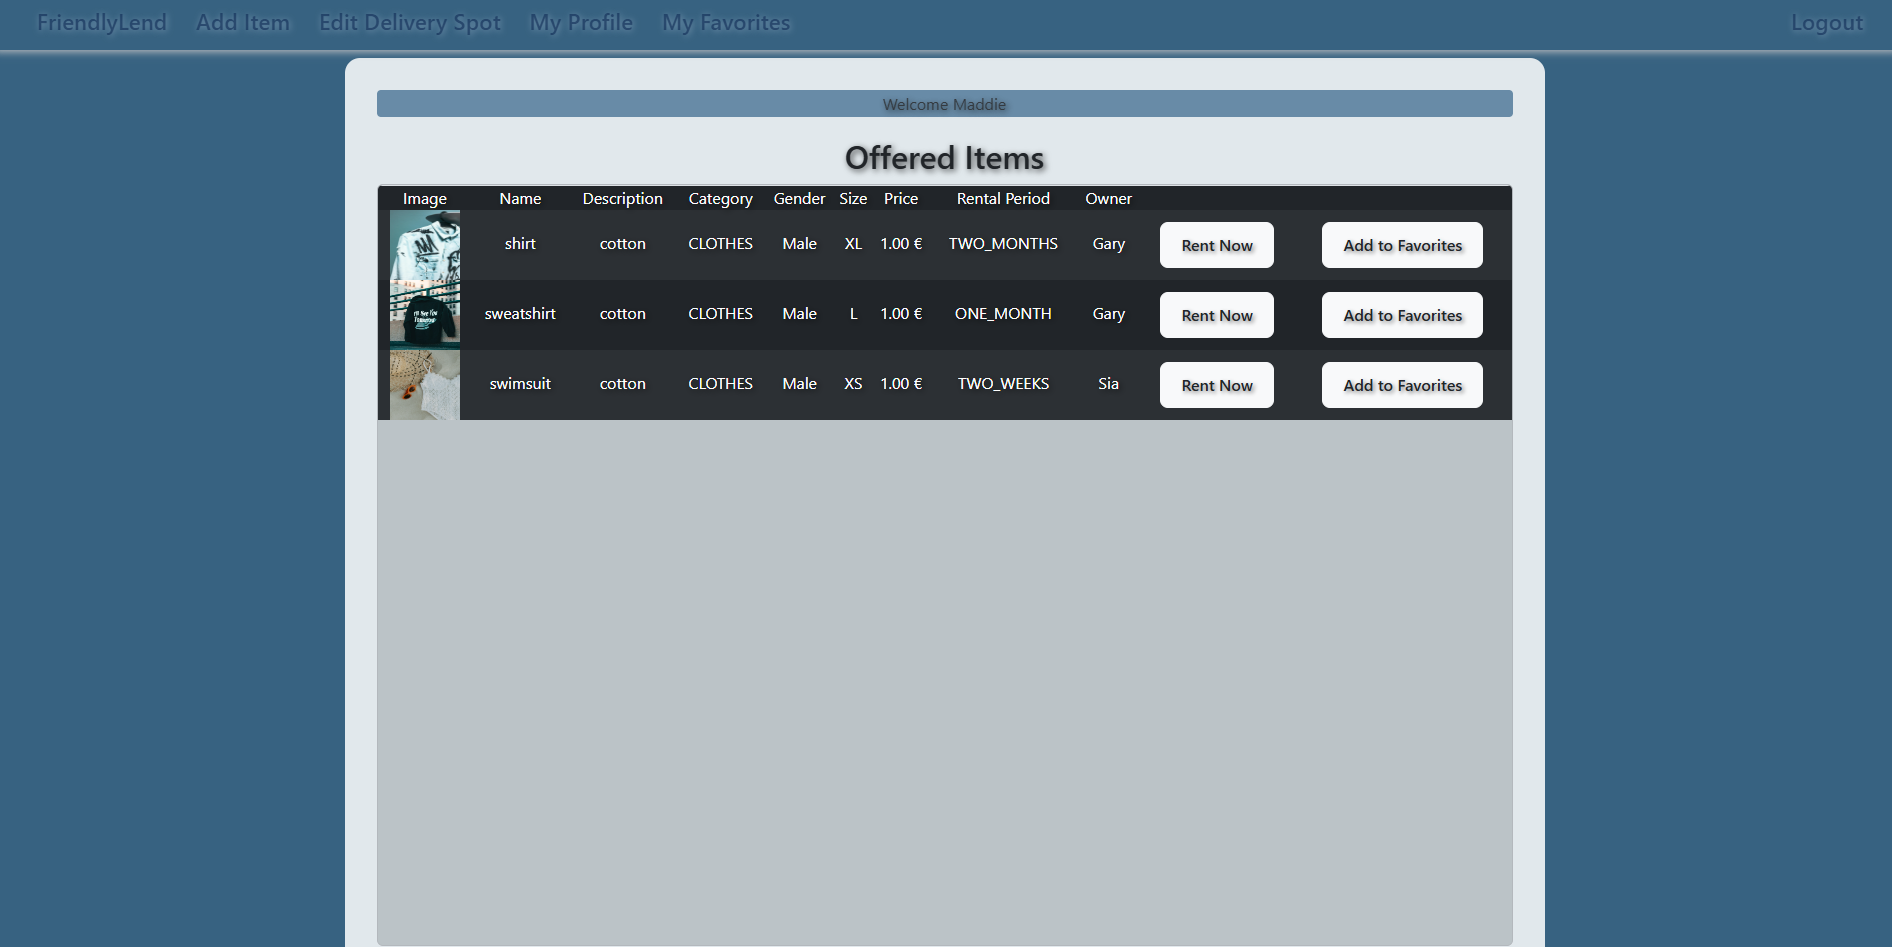 FriendlyLend Add Item Edit Delivery Spot My Profile My Favorites Logout
Welcome Maddie
Offered Items
Image Name Description Category Gender Size Price Rental Period Owner
shirt cotton CLOTHES Male XL 1.00 € TWO_MONTHS Gary Rent Now Add to Favorites
sweatshirt cotton CLOTHES Male L 1.00 € ONE_MONTH Gary Rent Now Add to Favorites
swimsuit cotton CLOTHES Male XS 1.00 € TWO_WEEKS Sia Rent Now Add to Favorites